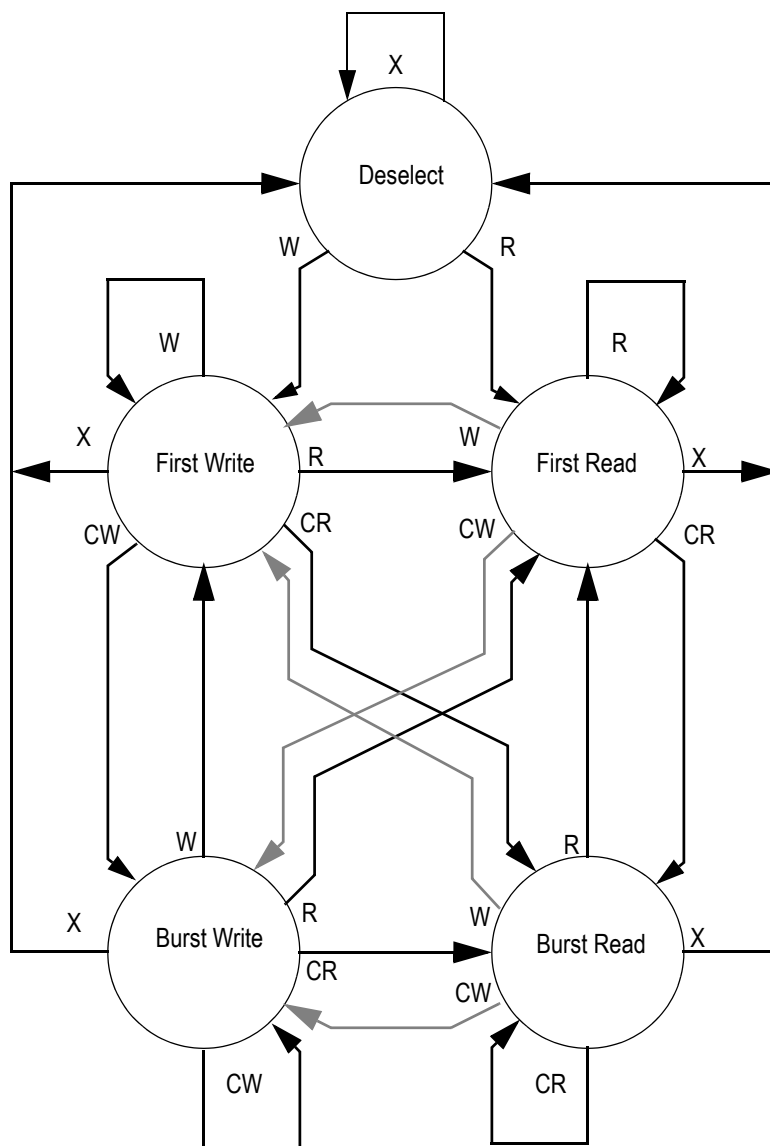 X
Deselect
W
R
W
R
X
W
First Write
R
First Read
X
CW
CR
CW
CR
W
R
X
R
W
Burst Write
Burst Read
X
CR
CW
CW
CR